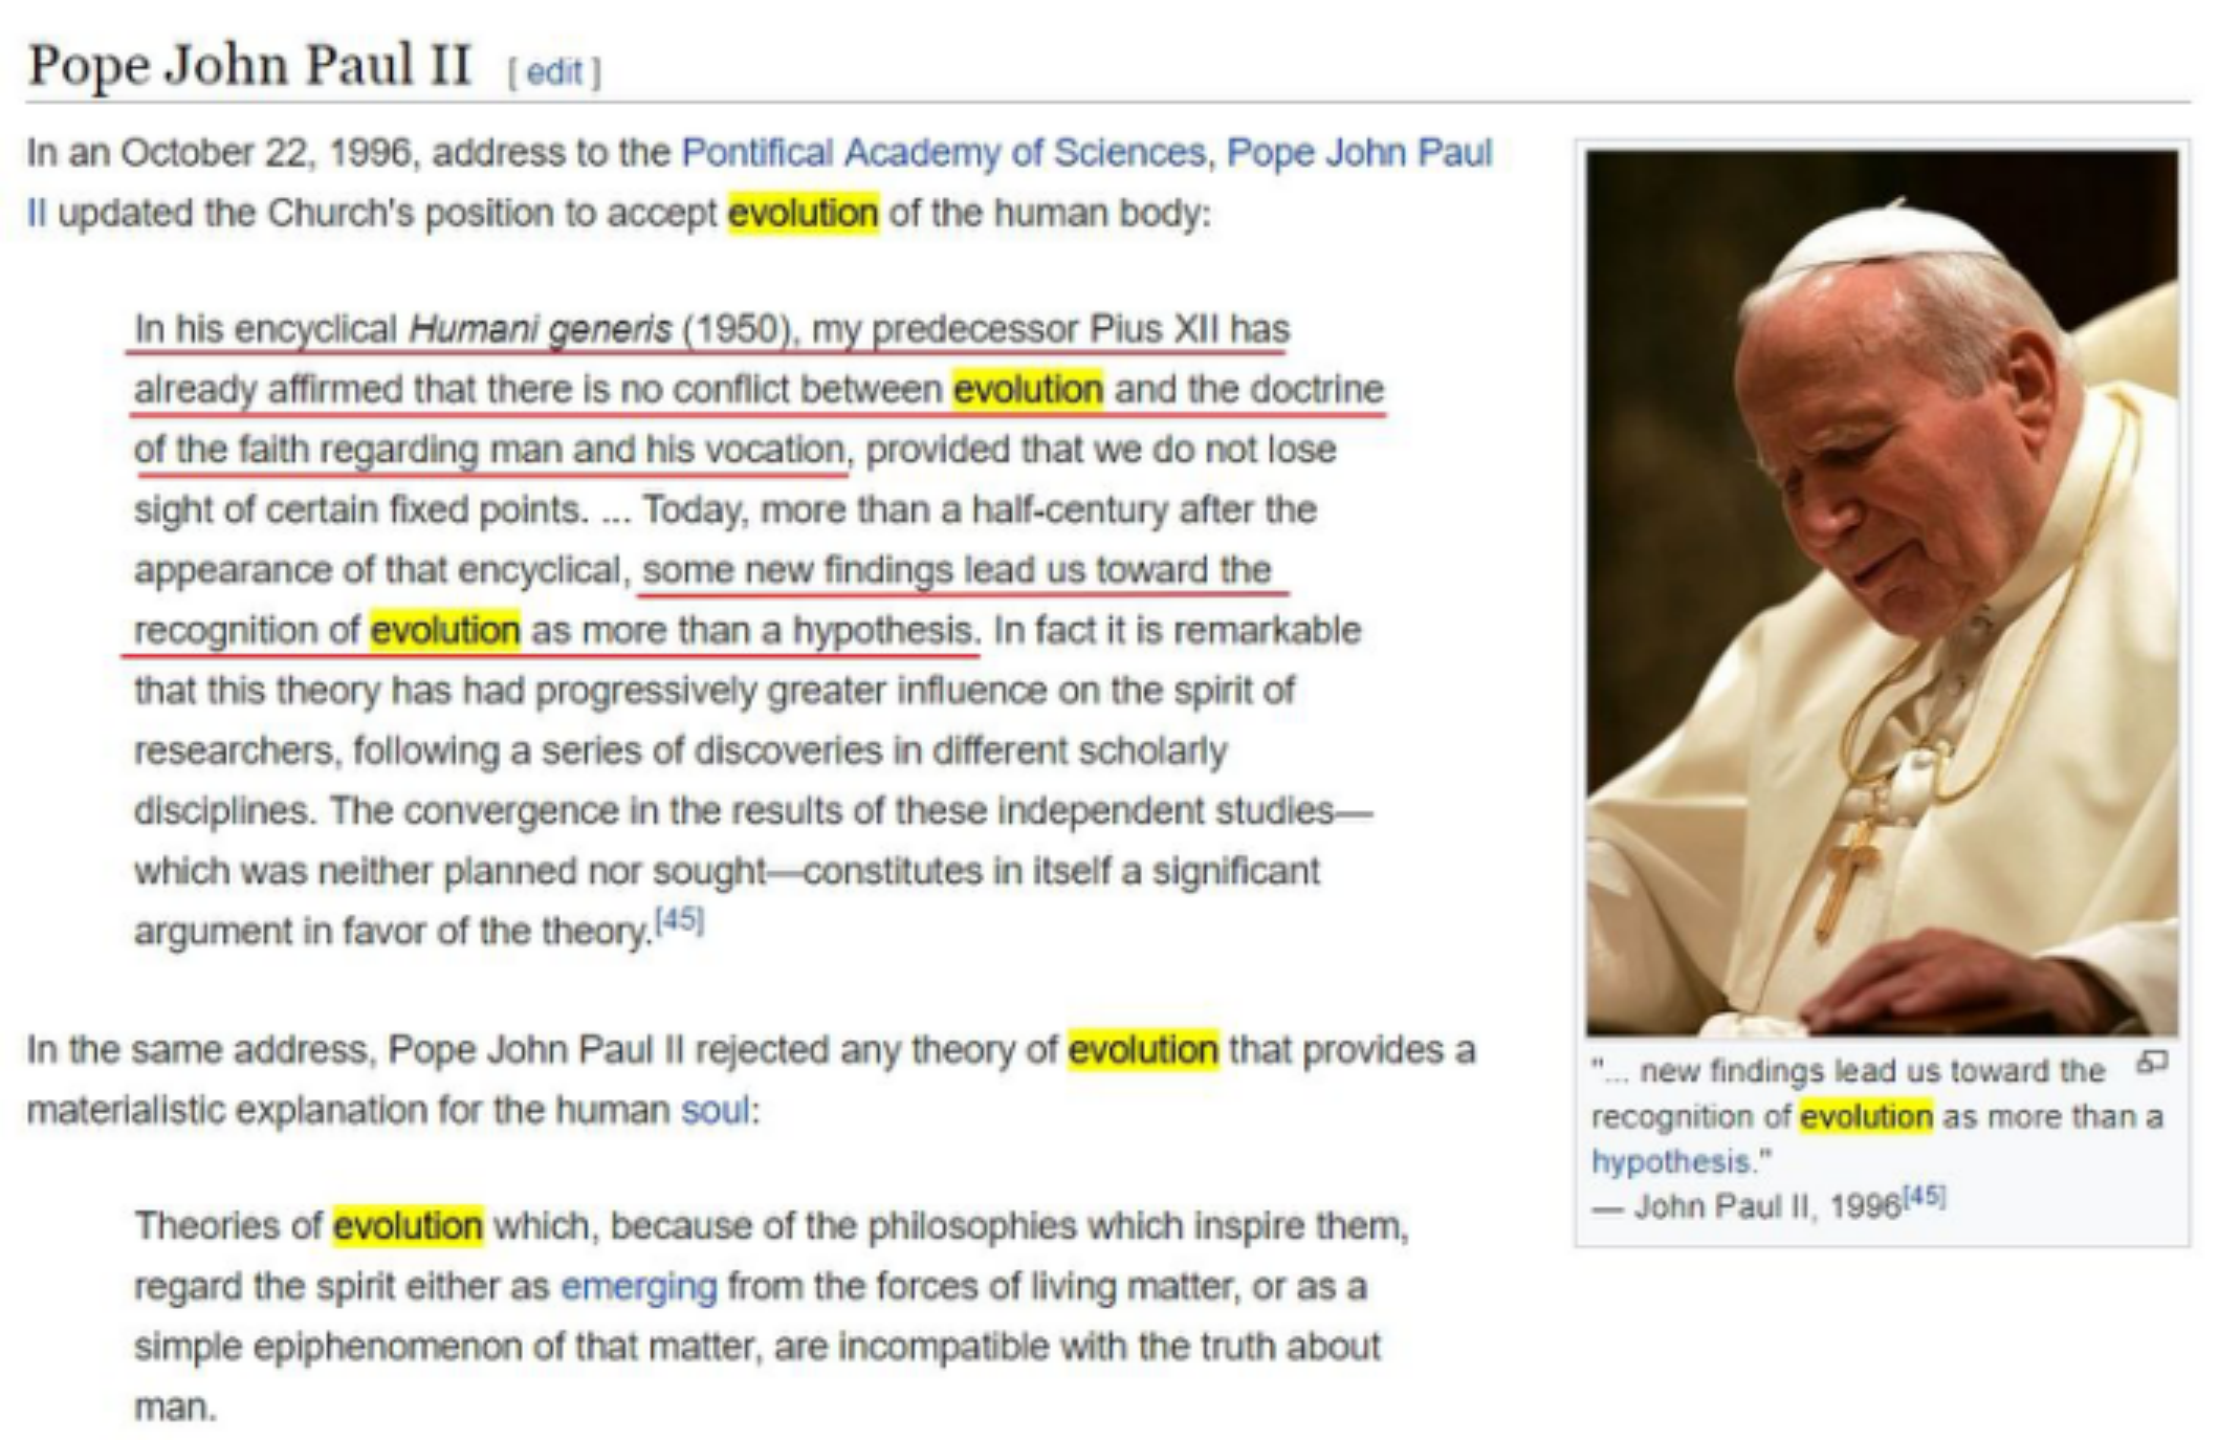 Pope John Paul II [ edit ]
In an October 22, 1996, address to the Pontifical Academy of Sciences, Pope John Paul
II updated the Church's position to accept evolution of the human body:
In his encyclical Humani generis (1950), my predecessor Pius XII has
already affirmed that there is no conflict between evolution and the doctrine
of the faith regarding man and his vocation, provided that we do not lose
sight of certain fixed points. ... Today, more than a half-century after the
appearance of that encyclical, some new findings lead us toward the
recognition of evolution as more than a hypothesis. In fact it is remarkable
that this theory has had progressively greater influence on the spirit of
researchers, following a series of discoveries in different scholarly
disciplines. The convergence in the results of these independent studies—
which was neither planned nor sought—constitutes in itself a significant
argument in favor of the theory.[45]
In the same address, Pope John Paul II rejected any theory of evolution that provides a
materialistic explanation for the human soul:
Theories of evolution which, because of the philosophies which inspire them,
regard the spirit either as emerging from the forces of living matter, or as a
simple epiphenomenon of that matter, are incompatible with the truth about
man.
"... new findings lead us toward the
recognition of evolution as more than a
hypothesis."
— John Paul II, 1996[45]